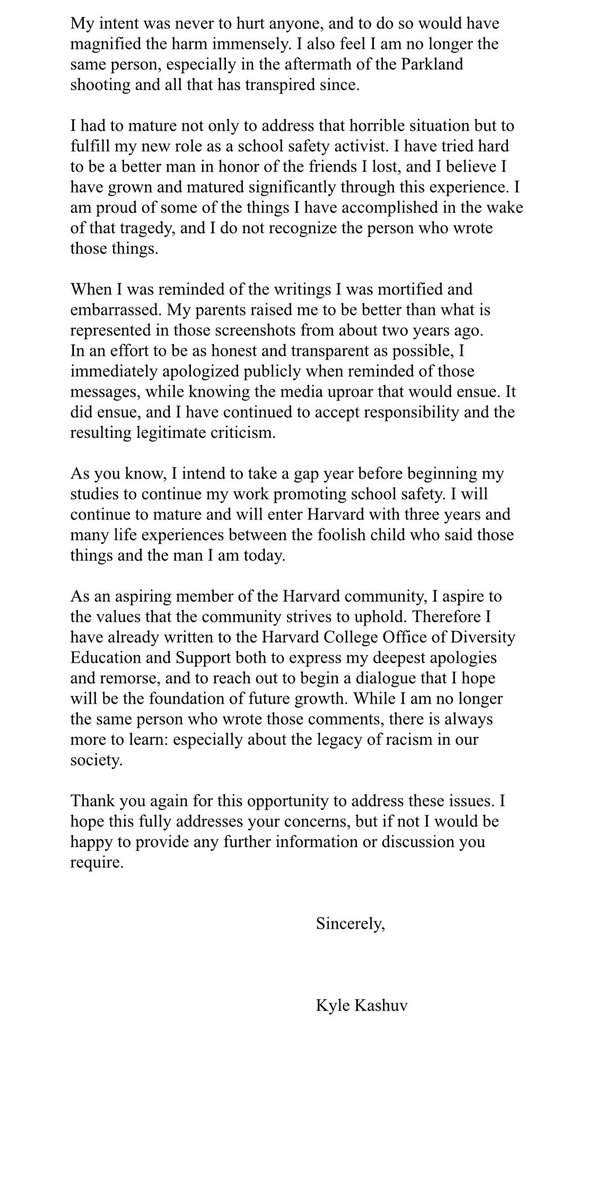 My intent was never to hurt anyone, and to do so would have
magnified the harm immensely. I also feel I am no longer the
same person, especially in the aftermath of the Parkland
shooting and all that has transpired since.
I had to mature not only to address that horrible situation but to
fulfill my new role as a school safety activist. I have tried hard
to be a better man in honor of the friends I lost, and I believe I
have grown and matured significantly through this experience. I
am proud of some of the things I have accomplished in the wake
of that tragedy, and I do not recognize the person who wrote
those things.
When I was reminded of the writings I was mortified and
embarrassed. My parents raised me to be better than what is
represented in those screenshots from about two years ago.
In an effort to be as honest and transparent as possible, I
immediately apologized publicly when reminded of those
messages, while knowing the media uproar that would ensue. It
did ensue, and I have continued to accept responsibility and the
resulting legitimate criticism.
As you know, I intend to take a gap year before beginning my
studies to continue my work promoting school safety. I will
continue to mature and will enter Harvard with three years and
many life experiences between the foolish child who said those
things and the man I am today.
As an aspiring member of the Harvard community, I aspire to
the values that the community strives to uphold. Therefore I
have already written to the Harvard College Office of Diversity
Education and Support both to express my deepest apologies
and remorse, and to reach out to begin a dialogue that I hope
will be the foundation of future growth. While I am no longer
the same person who wrote those comments, there is always
more to learn: especially about the legacy of racism in our
society.
Thank you again for this opportunity to address these issues. I
hope this fully addresses your concerns, but if not I would be
happy to provide any further information or discussion you
require.
Sincerely,
Kyle Kashuv